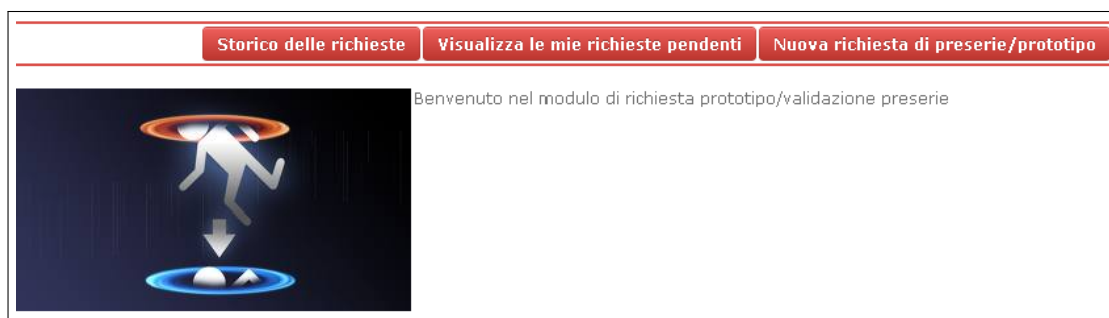 Storico delle richieste Visualizza le mie richieste pendenti Nuova richiesta di preserie/prototipo
Benvenuto nel modulo di richiesta prototipo/validazione preserie